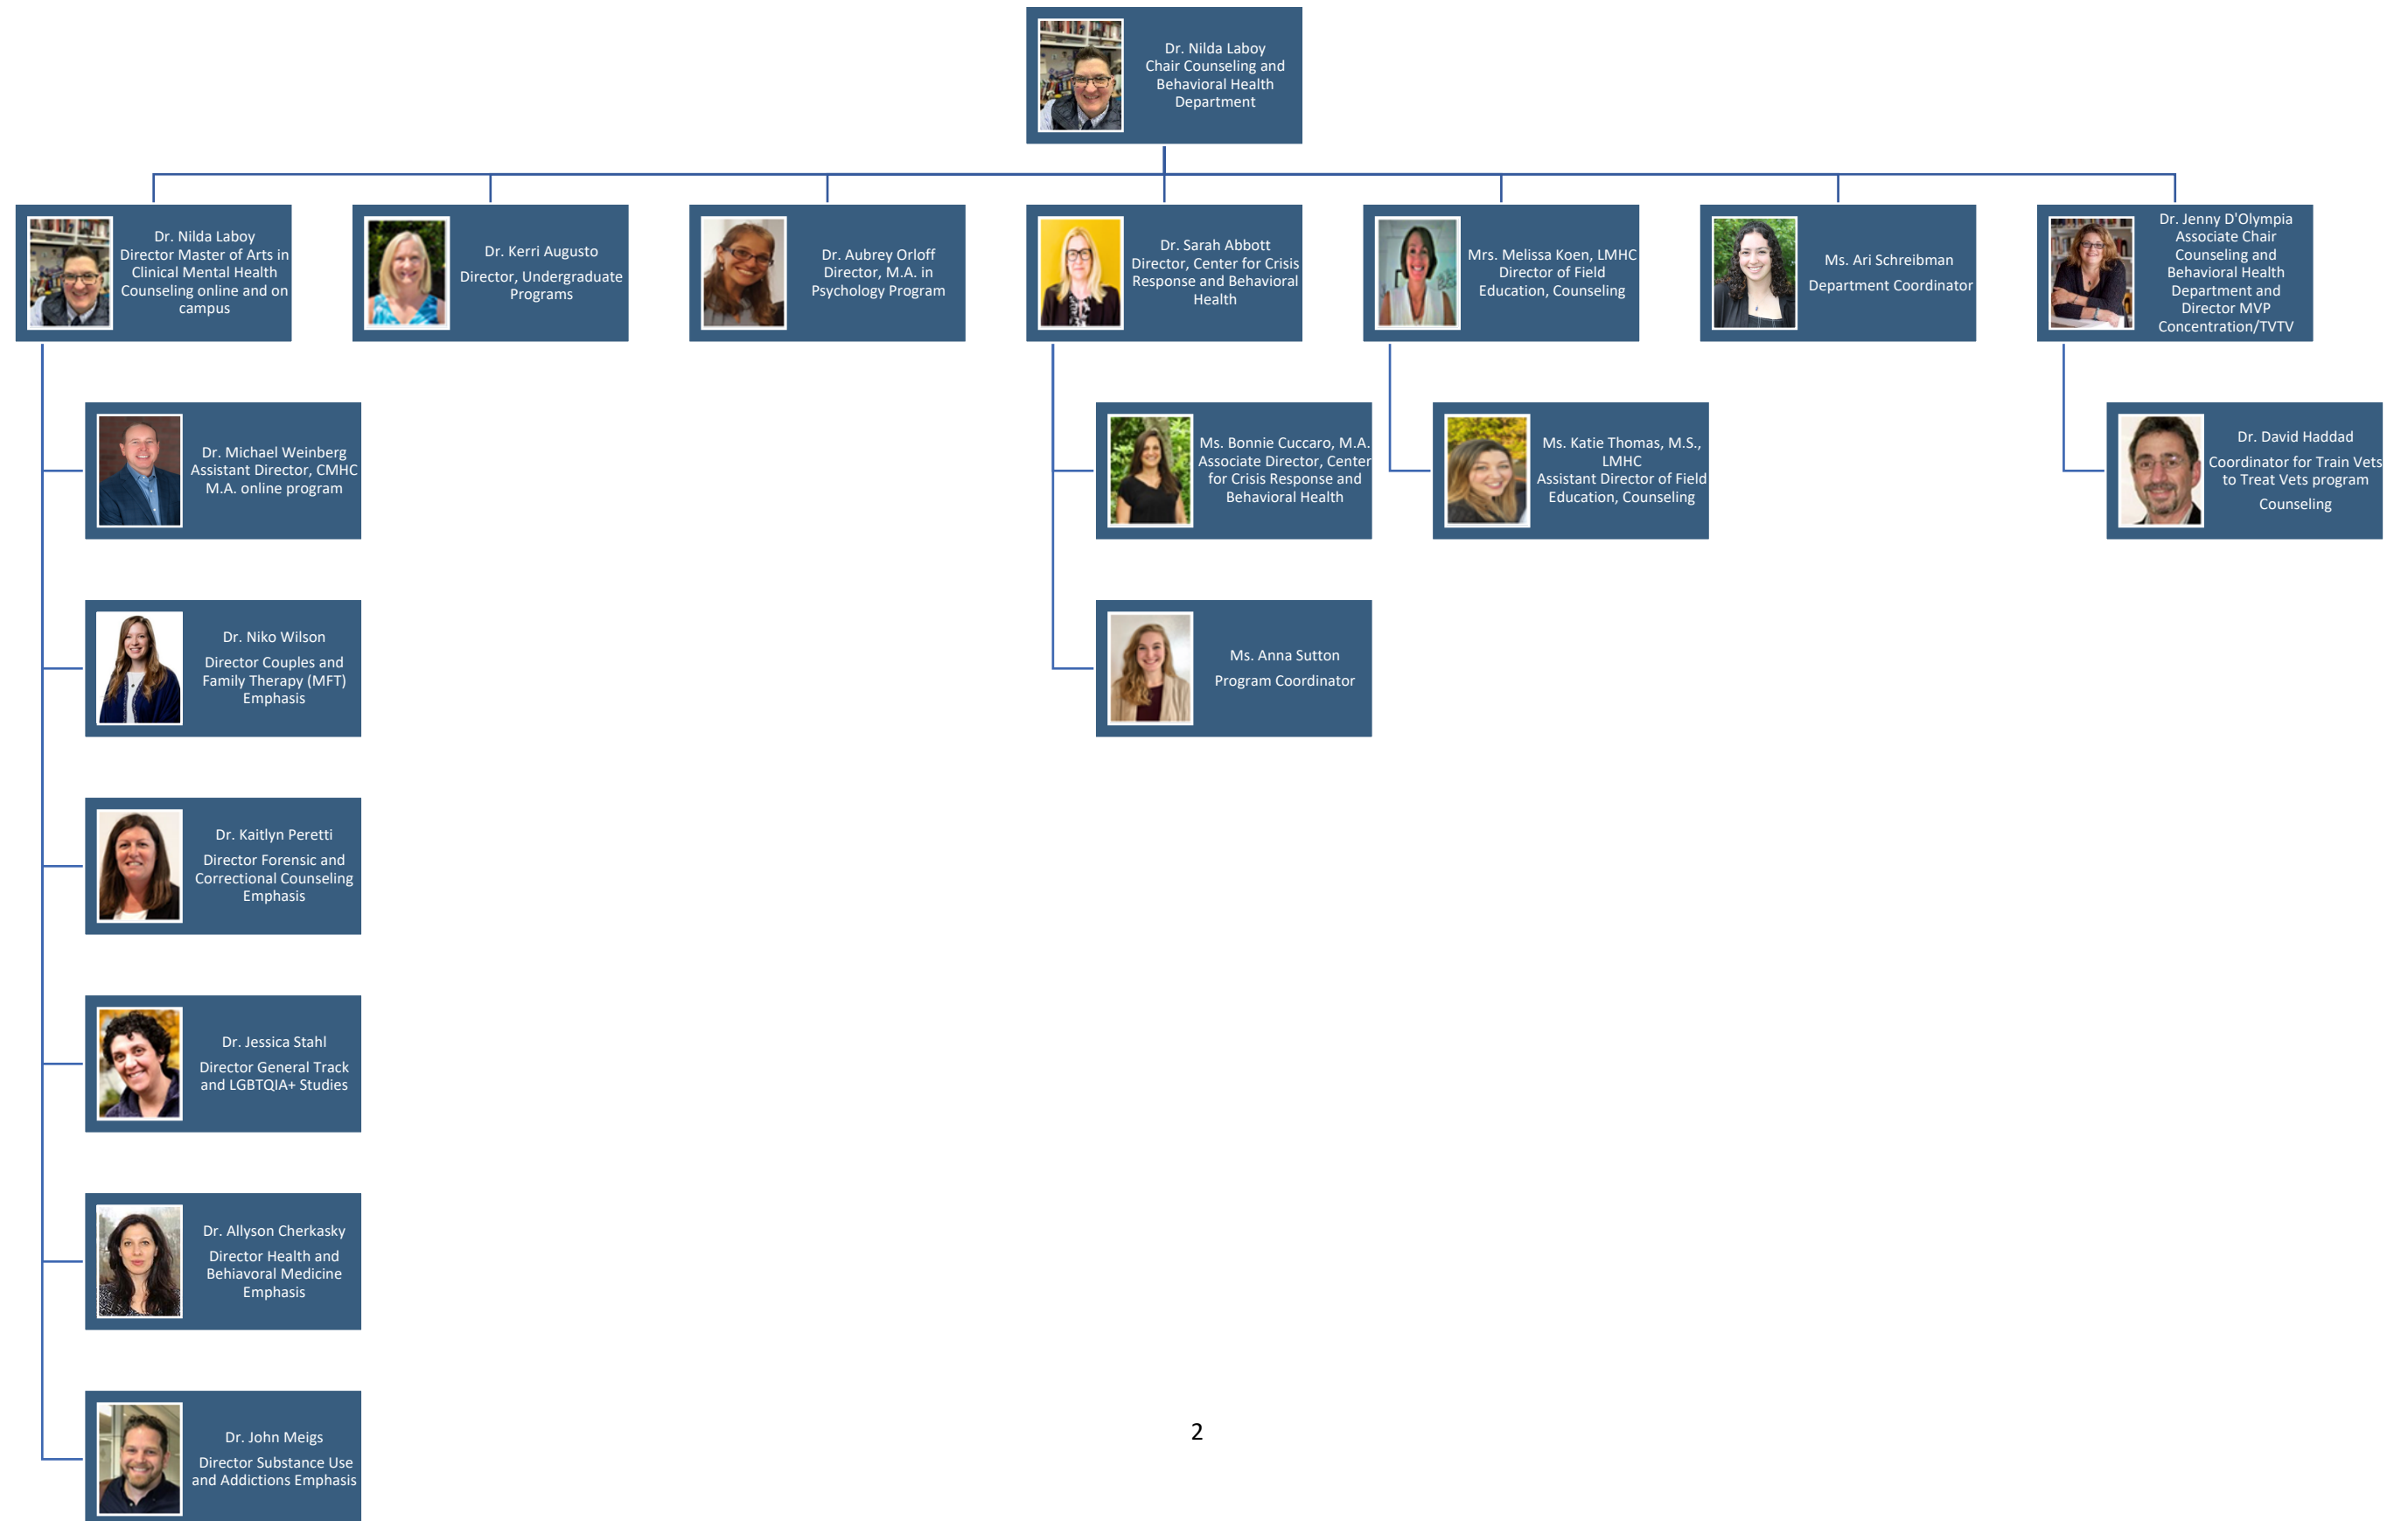 Dr. Nilda Laboy
Chair Counseling and
Behavioral Health
Department
Dr. Nilda Laboy
Director Master of Arts in
Clinical Mental Health
Counseling online and on
campus
Dr. Kerri Augusto
Director, Undergraduate
Programs
Dr. Aubrey Orloff
Director, M.A. in
Psychology Program
Dr. Sarah Abbott
Director, Center for Crisis
Response and Behavioral
Health
Mrs. Melissa Koen, LMHC
Director of Field
Education, Counseling
Ms. Ari Schreibman
Department Coordinator
Dr. Jenny D'Olympia
Associate Chair
Counseling and
Behavioral Health
Department and
Director MVP
Concentration/TVTV
Dr. Michael Weinberg
Assistant Director, CMHC
M.A. online program
Ms. Bonnie Cuccaro, M.A.
Associate Director, Center
for Crisis Response and
Behavioral Health
Ms. Katie Thomas, M.S.,
LMHC
Assistant Director of Field
Education, Counseling
Dr. David Haddad
Coordinator for Train Vets
to Treat Vets program
Counseling
Dr. Niko Wilson
Director Couples and
Family Therapy (MFT)
Emphasis
Ms. Anna Sutton
Program Coordinator
Dr. Kaitlyn Peretti
Director Forensic and
Correctional Counseling
Emphasis
Dr. Jessica Stahl
Director General Track
and LGBTQIA+ Studies
Dr. Allyson Cherkasky
Director Health and
Behiavoral Medicine
Emphasis
Dr. John Meigs
Director Substance Use
and Addictions Emphasis
2